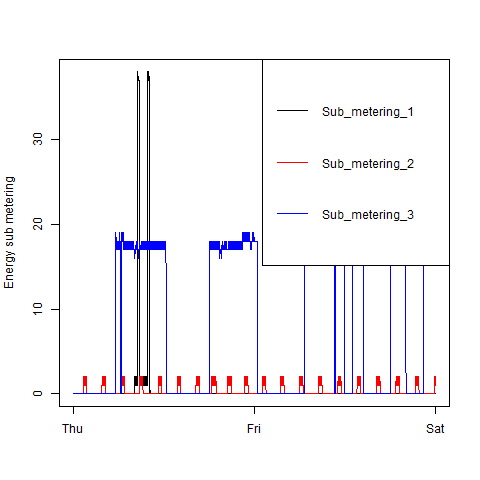 Sub_metering_1
Sub_metering_2
Sub_metering_3
Energy sub metering
30
20
10
0
Thu
Fri
Sat